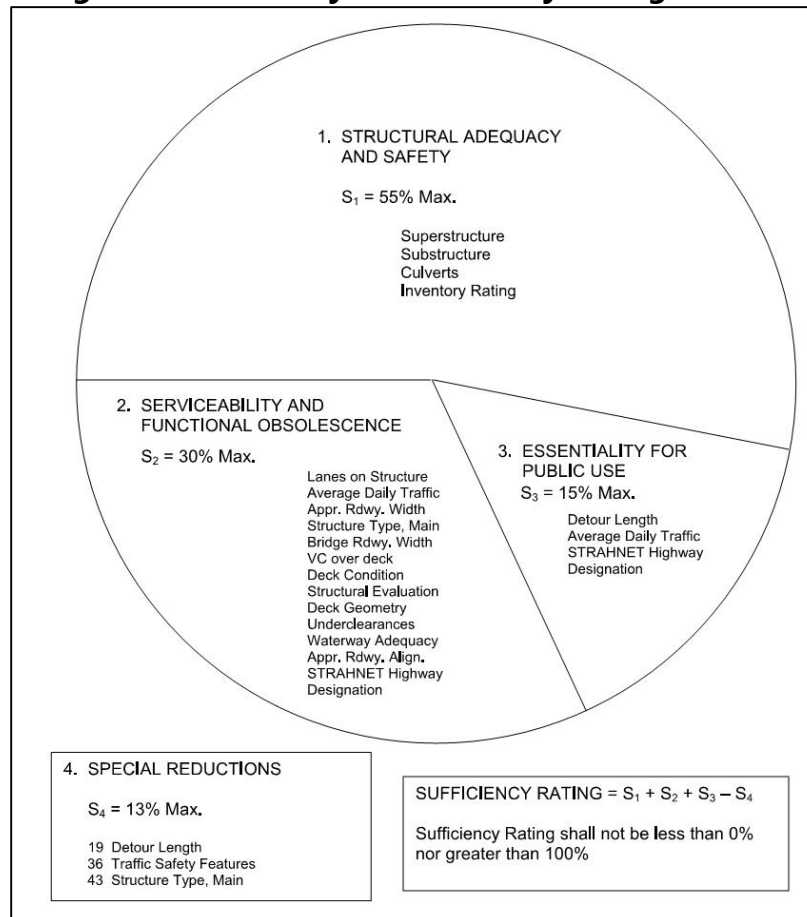 1. STRUCTURAL ADEQUACY
AND SAFETY
S₁ = 55% Max.
Superstructure
Substructure
Culverts
Inventory Rating
2. SERVICEABILITY AND
FUNCTIONAL OBSOLESCENCE
S₂ = 30% Max.
Lanes on Structure
Average Daily Traffic
Appr. Rdwy. Width
Structure Type, Main
Bridge Rdwy. Width
VC over deck
Deck Condition
Structural Evaluation
Deck Geometry
Underclearances
Waterway Adequacy
Appr. Rdwy. Align.
STRAHNET Highway
Designation
3. ESSENTIALITY FOR
PUBLIC USE
S₃ = 15% Max.
Detour Length
Average Daily Traffic
STRAHNET Highway
Designation
4. SPECIAL REDUCTIONS
S₄ = 13% Max.
19 Detour Length
36 Traffic Safety Features
43 Structure Type, Main
SUFFICIENCY RATING = S₁ + S₂ + S₃ – S₄
Sufficiency Rating shall not be less than 0%
nor greater than 100%